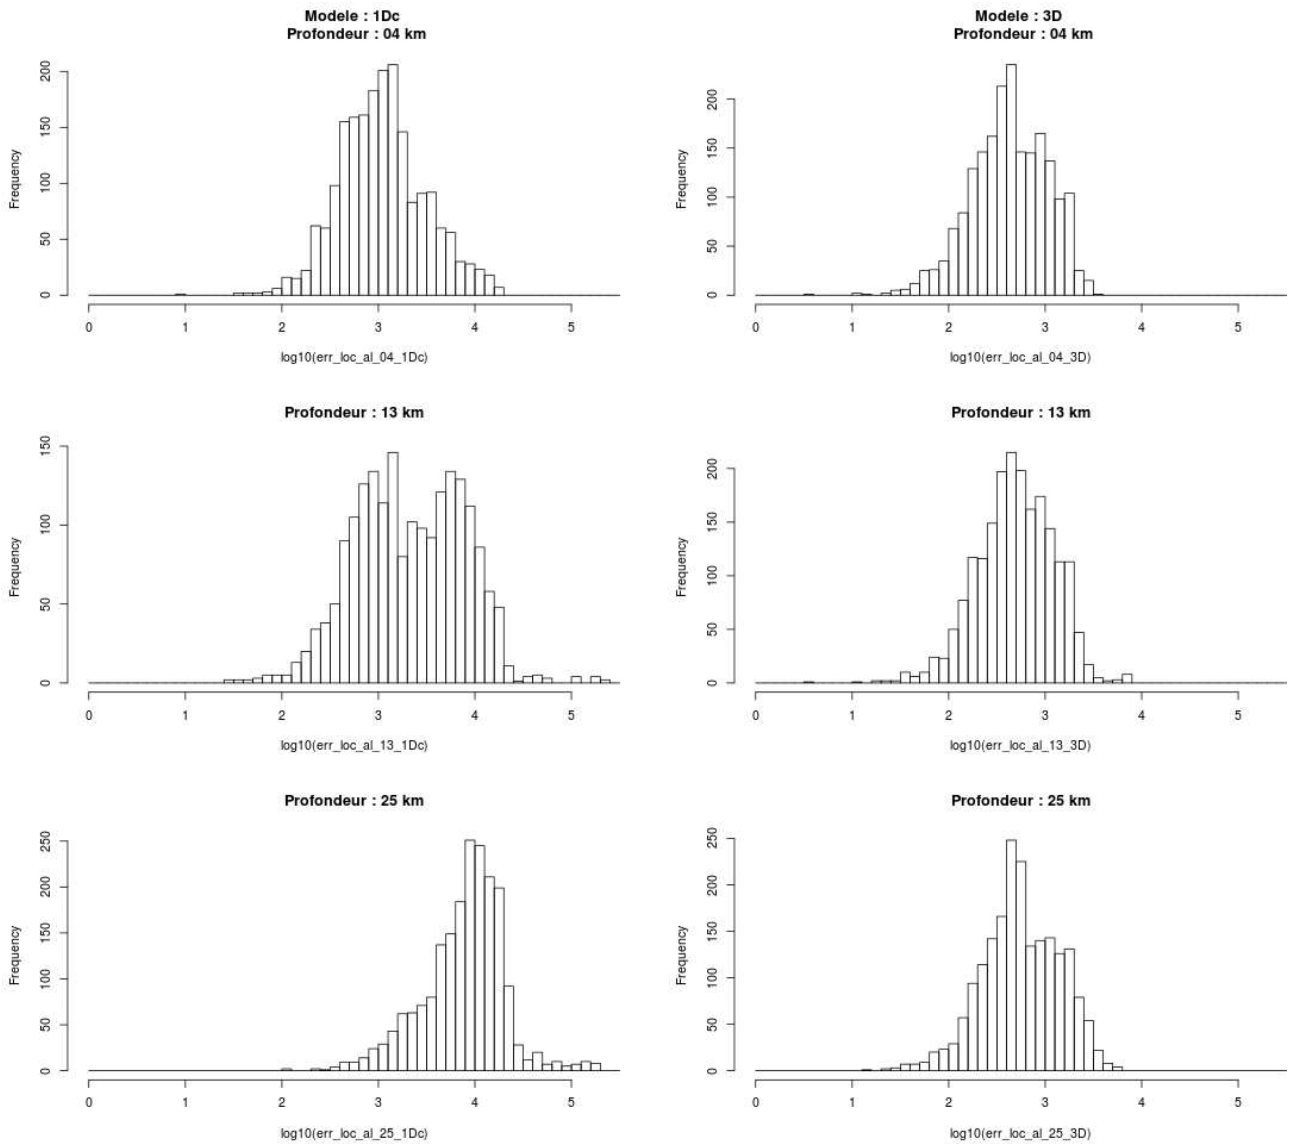 Modele : 1Dc
Profondeur : 04 km
Frequency
0
50
100
150
200
0 1 2 3 4 5
log10(err_loc_al_04_1Dc)
Modele : 3D
Profondeur : 04 km
Frequency
0
50
100
150
200
0 1 2 3 4 5
log10(err_loc_al_04_3D)
Profondeur : 13 km
Frequency
0
50
100
150
0 1 2 3 4 5
log10(err_loc_al_13_1Dc)
Profondeur : 13 km
Frequency
0
50
100
150
200
0 1 2 3 4 5
log10(err_loc_al_13_3D)
Profondeur : 25 km
Frequency
0
50
100
150
200
250
0 1 2 3 4 5
log10(err_loc_al_25_1Dc)
Profondeur : 25 km
Frequency
0
50
100
150
200
250
0 1 2 3 4 5
log10(err_loc_al_25_3D)